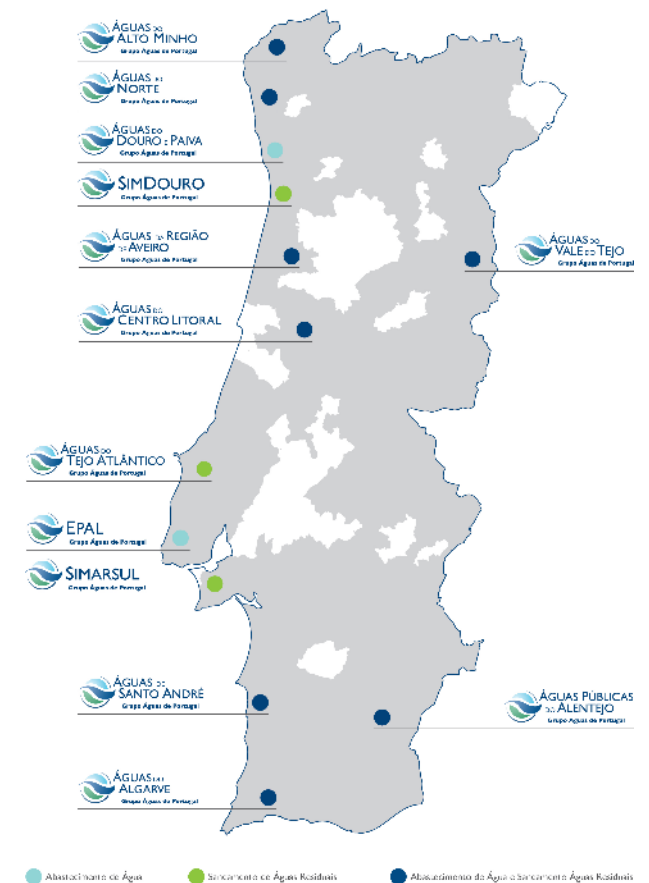 ÁGUAS DO
ALTO MINHO
Grupo Águas de Portugal
ÁGUAS DO
NORTE
Grupo Águas de Portugal
ÁGUAS DO
DOURO E PAIVA
Grupo Águas de Portugal
SIMDOURO
Grupo Águas de Portugal
ÁGUAS DA REGIÃO
DE AVEIRO
Grupo Águas de Portugal
ÁGUAS DO
VALE DO TEJO
Grupo Águas de Portugal
ÁGUAS DO
CENTRO LITORAL
Grupo Águas de Portugal
ÁGUAS DO
TEJO ATLÂNTICO
Grupo Águas de Portugal
EPAL
Grupo Águas de Portugal
SIMARSUL
Grupo Águas de Portugal
ÁGUAS DE
SANTO ANDRÉ
Grupo Águas de Portugal
ÁGUAS PÚBLICAS
DO ALENTEJO
Grupo Águas de Portugal
ÁGUAS DO
ALGARVE
Grupo Águas de Portugal
Abastecimento de Água
Saneamento de Águas Residuais
Abastecimento de Água e Saneamento Águas Residuais